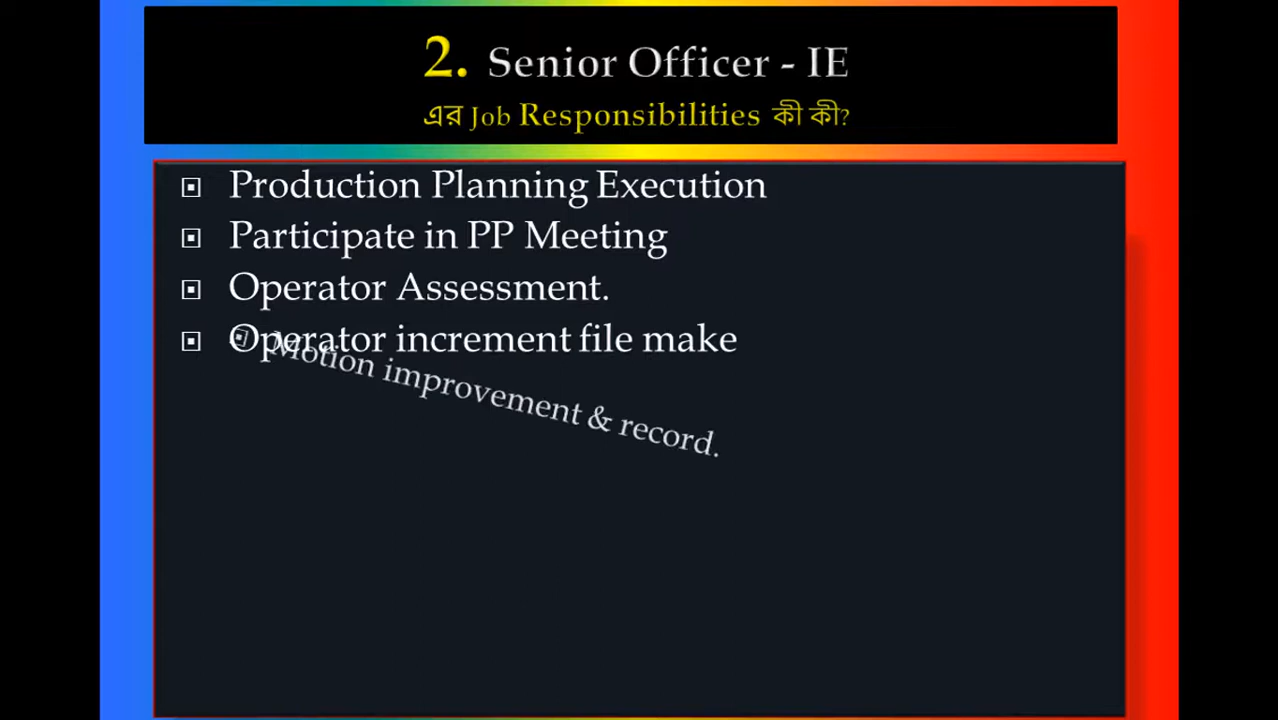 2. Senior Officer - IE
এর Job Responsibilities কী কী?
Production Planning Execution
Participate in PP Meeting
Operator Assessment.
Operator increment file make
Motion improvement & record.